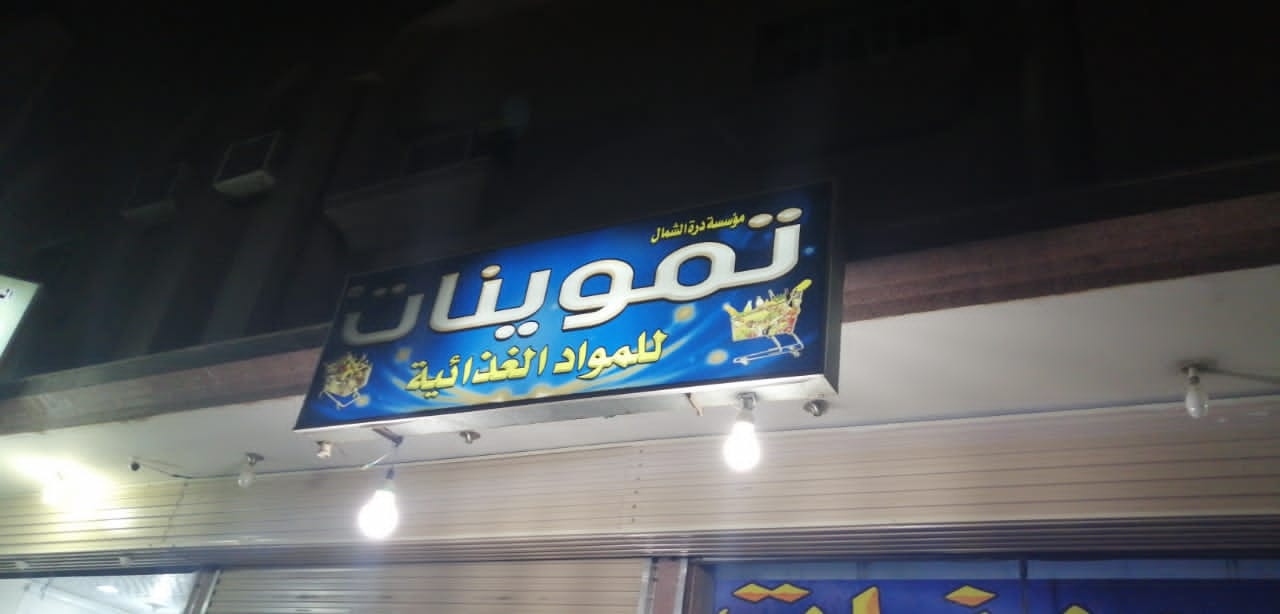 مؤسسة درة الشمال
تموينات
للمواد الغذائية